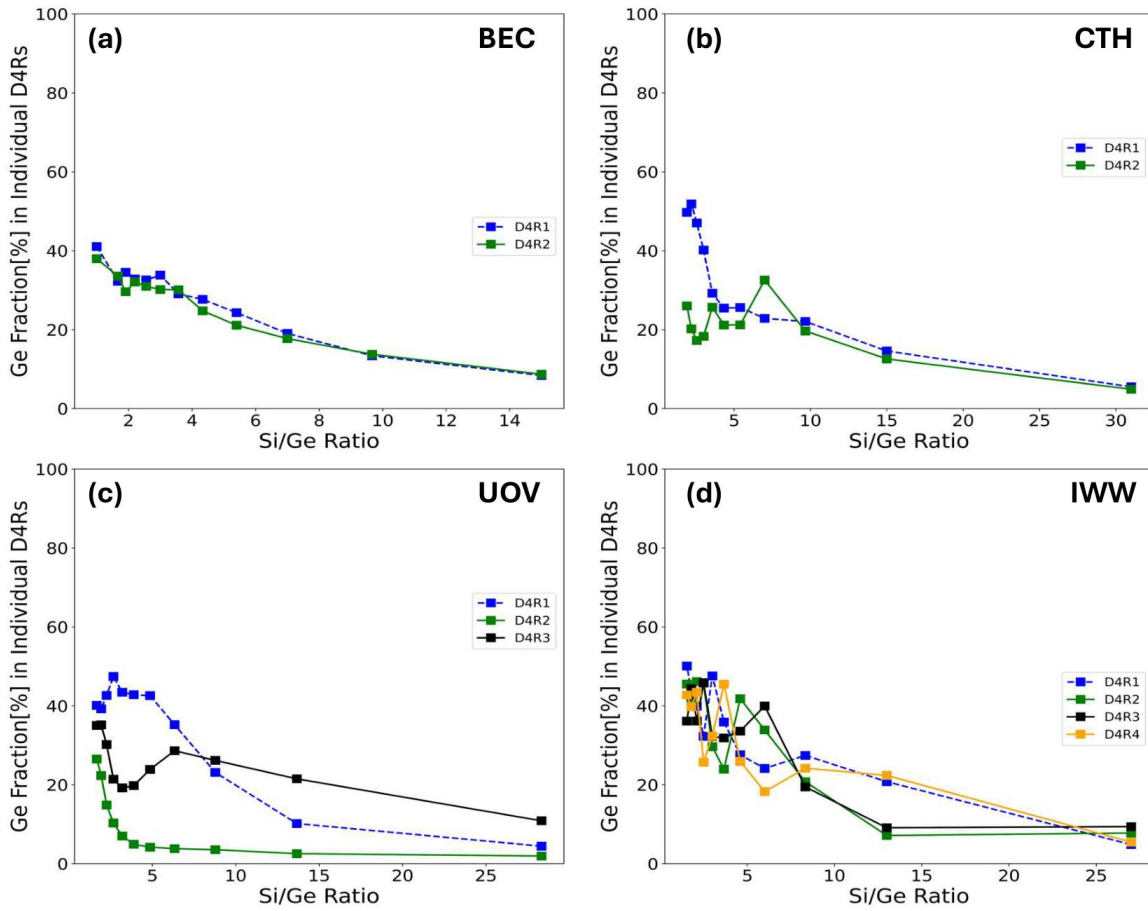 (a) BEC
100
80
60
40
20
0
Ge Fraction[%] in Individual D4Rs
D4R1
D4R2
2 4 6 8 10 12 14
Si/Ge Ratio
(b) CTH
100
80
60
40
20
0
Ge Fraction[%] in Individual D4Rs
D4R1
D4R2
5 10 15 20 25 30
Si/Ge Ratio
(c) UOV
100
80
60
40
20
0
Ge Fraction[%] in Individual D4Rs
D4R1
D4R2
D4R3
5 10 15 20 25
Si/Ge Ratio
(d) IWW
100
80
60
40
20
0
Ge Fraction[%] in Individual D4Rs
D4R1
D4R2
D4R3
D4R4
5 10 15 20 25
Si/Ge Ratio